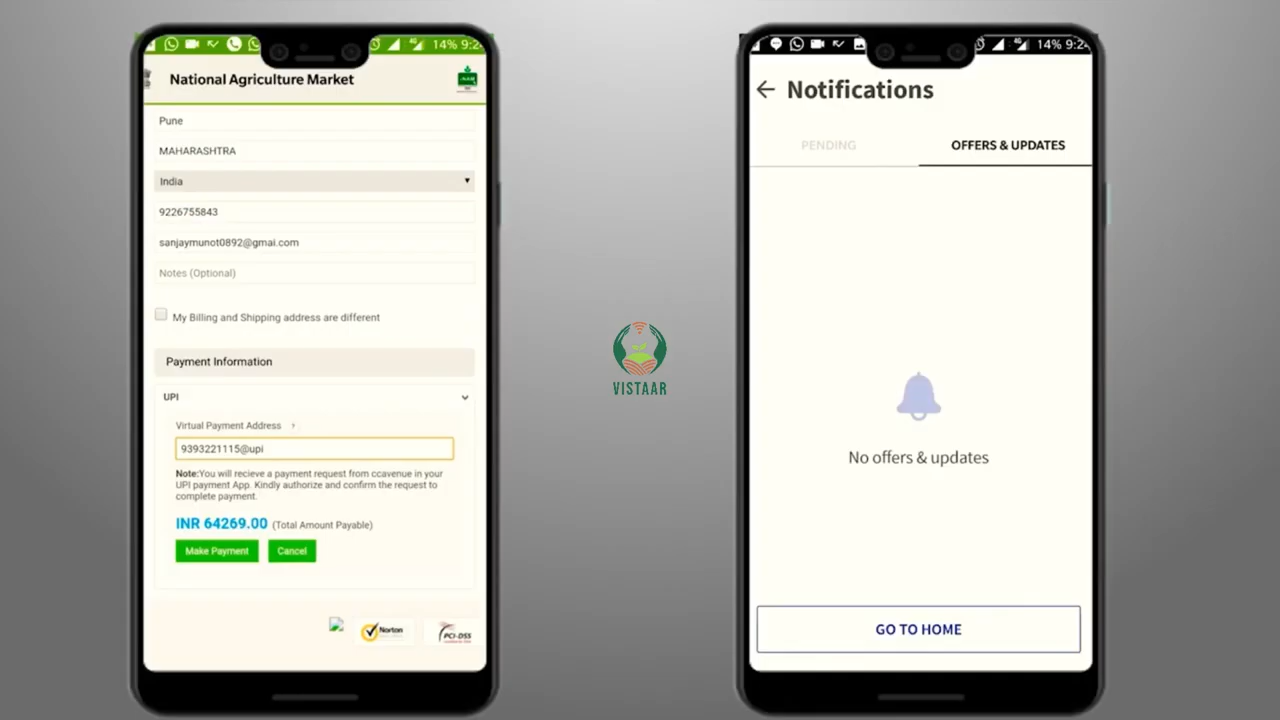 14% 9:24
National Agriculture Market
Pune
MAHARASHTRA
India
9226755843
sanjaymunot0892@gmai.com
Notes (Optional)
My Billing and Shipping address are different
Payment Information
UPI
Virtual Payment Address ?
9393221115@upi
Note:You will recieve a payment request from ccavenue in your
UPI payment App. Kindly authorize and confirm the request to
complete payment.
INR 64269.00 (Total Amount Payable)
Make Payment Cancel
Norton
PCI-DSS
VISTAAR
14% 9:24
Notifications
PENDING OFFERS & UPDATES
No offers & updates
GO TO HOME